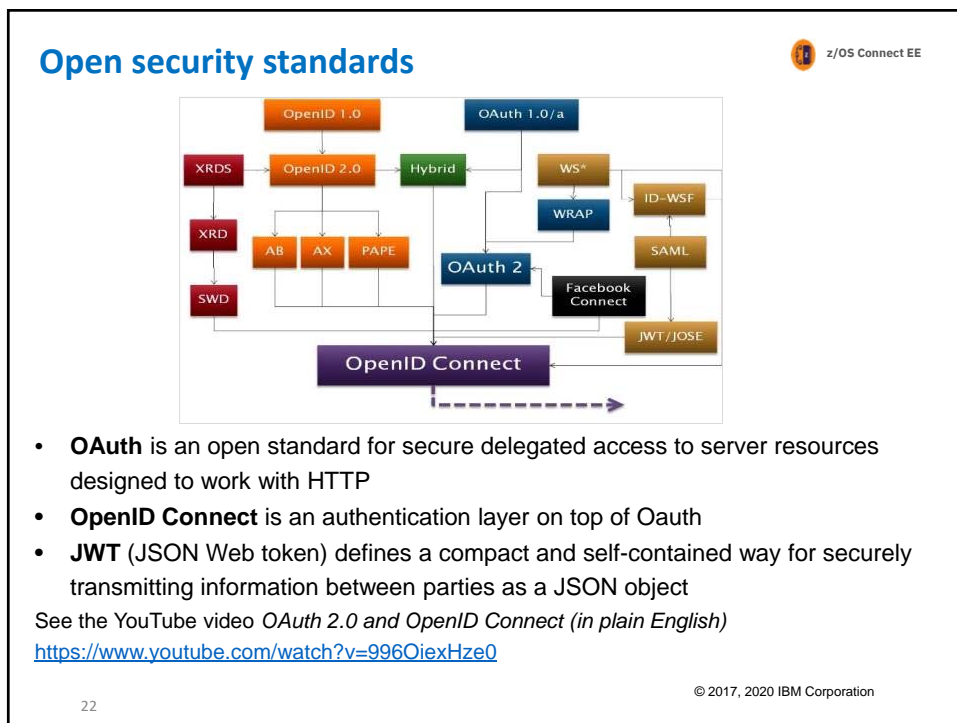 Open security standards
z/OS Connect EE
OpenID 1.0
OAuth 1.0/a
XRDS
OpenID 2.0
Hybrid
WS*
ID-WSF
WRAP
XRD
AB
AX
PAPE
SAML
OAuth 2
Facebook
Connect
SWD
JWT/JOSE
OpenID Connect
• OAuth is an open standard for secure delegated access to server resources
designed to work with HTTP
• OpenID Connect is an authentication layer on top of Oauth
• JWT (JSON Web token) defines a compact and self-contained way for securely
transmitting information between parties as a JSON object
See the YouTube video OAuth 2.0 and OpenID Connect (in plain English)
https://www.youtube.com/watch?v=996OiexHze0
© 2017, 2020 IBM Corporation
22